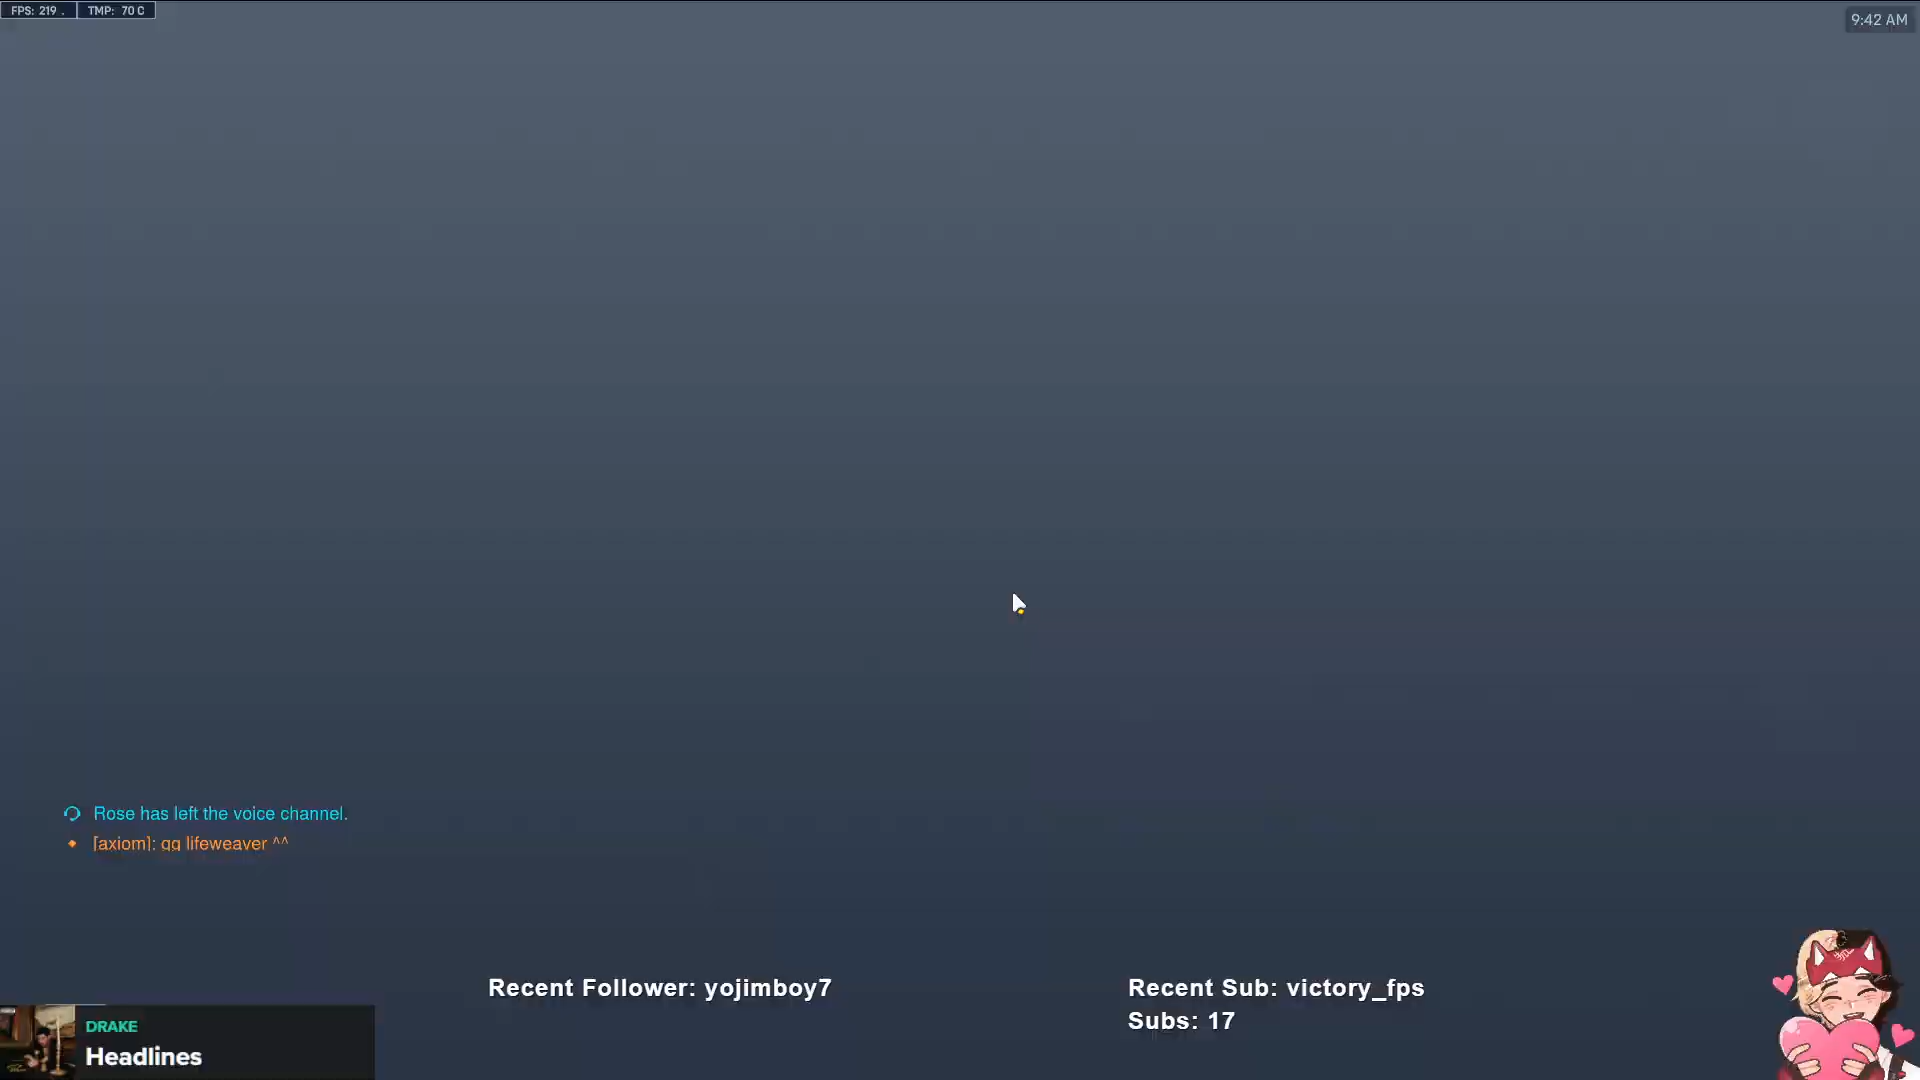 FPS: 219 . TMP: 70 C
9:42 AM
Rose has left the voice channel.
[axiom]: gg lifeweaver ^^
Recent Follower: yojimboy7
Recent Sub: victory_fps
Subs: 17
DRAKE
Headlines